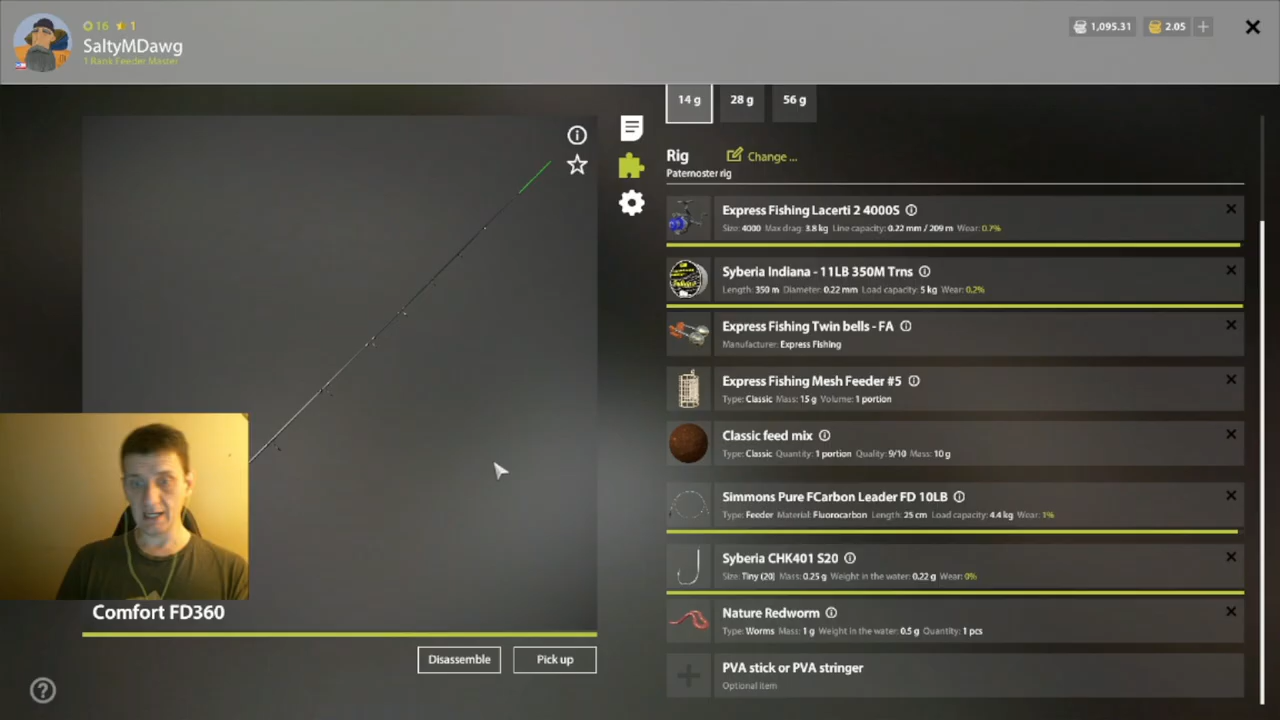 16 1
SaltyMDawg
1 Rank Feeder Master
1,095.31 2.05 +
14 g 28 g 56 g
Rig Change ...
Paternoster rig
Express Fishing Lacerti 2 4000S
Size: 4000 Max drag: 3.8 kg Line capacity: 0.22 mm / 209 m Wear: 0.7%
Syberia Indiana - 11LB 350M Trns
Length: 350 m Diameter: 0.22 mm Load capacity: 5 kg Wear: 0.2%
Express Fishing Twin bells - FA
Manufacturer: Express Fishing
Express Fishing Mesh Feeder #5
Type: Classic Mass: 15 g Volume: 1 portion
Classic feed mix
Type: Classic Quantity: 1 portion Quality: 9/10 Mass: 10 g
Simmons Pure FCarbon Leader FD 10LB
Type: Feeder Material: Fluorocarbon Length: 25 cm Load capacity: 4.4 kg Wear: 1%
Syberia CHK401 S20
Size: Tiny (20) Mass: 0.25 g Weight in the water: 0.22 g Wear: 0%
Nature Redworm
Type: Worms Mass: 1 g Weight in the water: 0.5 g Quantity: 1 pcs
PVA stick or PVA stringer
Optional item
Comfort FD360
Disassemble Pick up
?